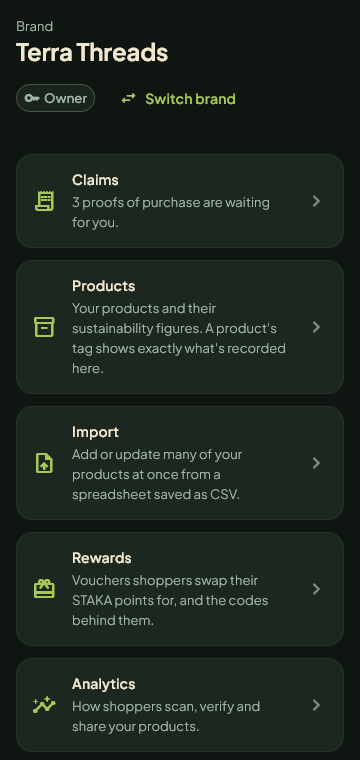 Brand
Terra Threads
Owner
Switch brand
Claims
3 proofs of purchase are waiting
for you.
Products
Your products and their
sustainability figures. A product's
tag shows exactly what's recorded
here.
Import
Add or update many of your
products at once from a
spreadsheet saved as CSV.
Rewards
Vouchers shoppers swap their
STAKA points for, and the codes
behind them.
Analytics
How shoppers scan, verify and
share your products.